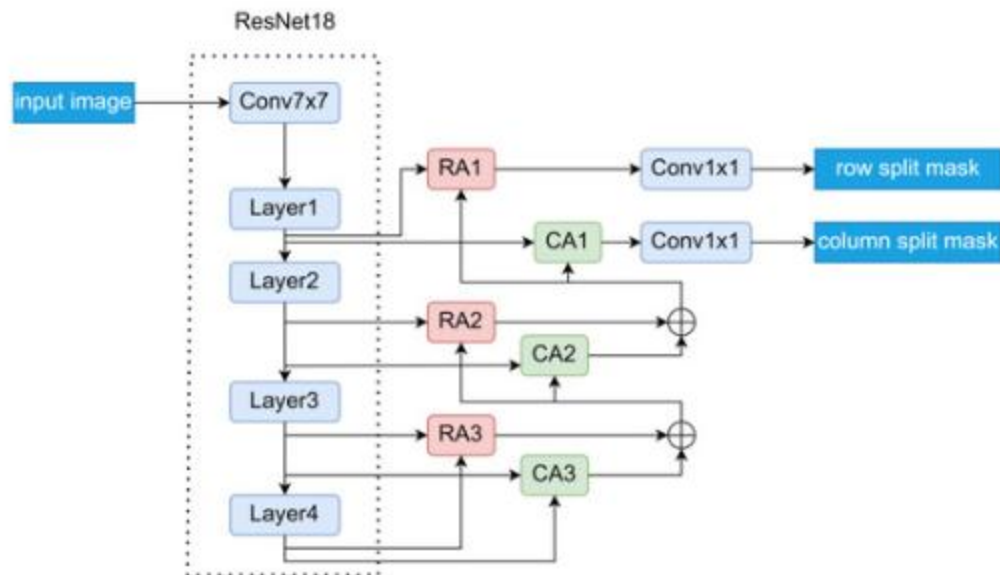 ResNet18
input image
Conv7x7
RA1
Conv1x1
row split mask
Layer1
CA1
Conv1x1
column split mask
Layer2
RA2
CA2
Layer3
RA3
CA3
Layer4